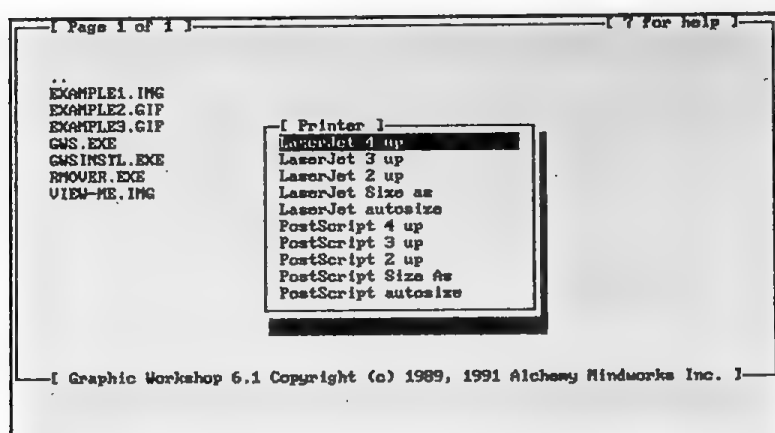 [ Page 1 of 1 ]
[ ? for help ]
..
EXAMPLE1.IMG
EXAMPLE2.GIF
EXAMPLE3.GIF
GWS.EXE
GWSINSTL.EXE
RMOVER.EXE
VIEW-ME.IMG
[ Printer ]
LaserJet 4 up
LaserJet 3 up
LaserJet 2 up
LaserJet Size as
LaserJet autosize
PostScript 4 up
PostScript 3 up
PostScript 2 up
PostScript Size As
PostScript autosize
[ Graphic Workshop 6.1 Copyright (c) 1989, 1991 Alchemy Mindworks Inc. ]